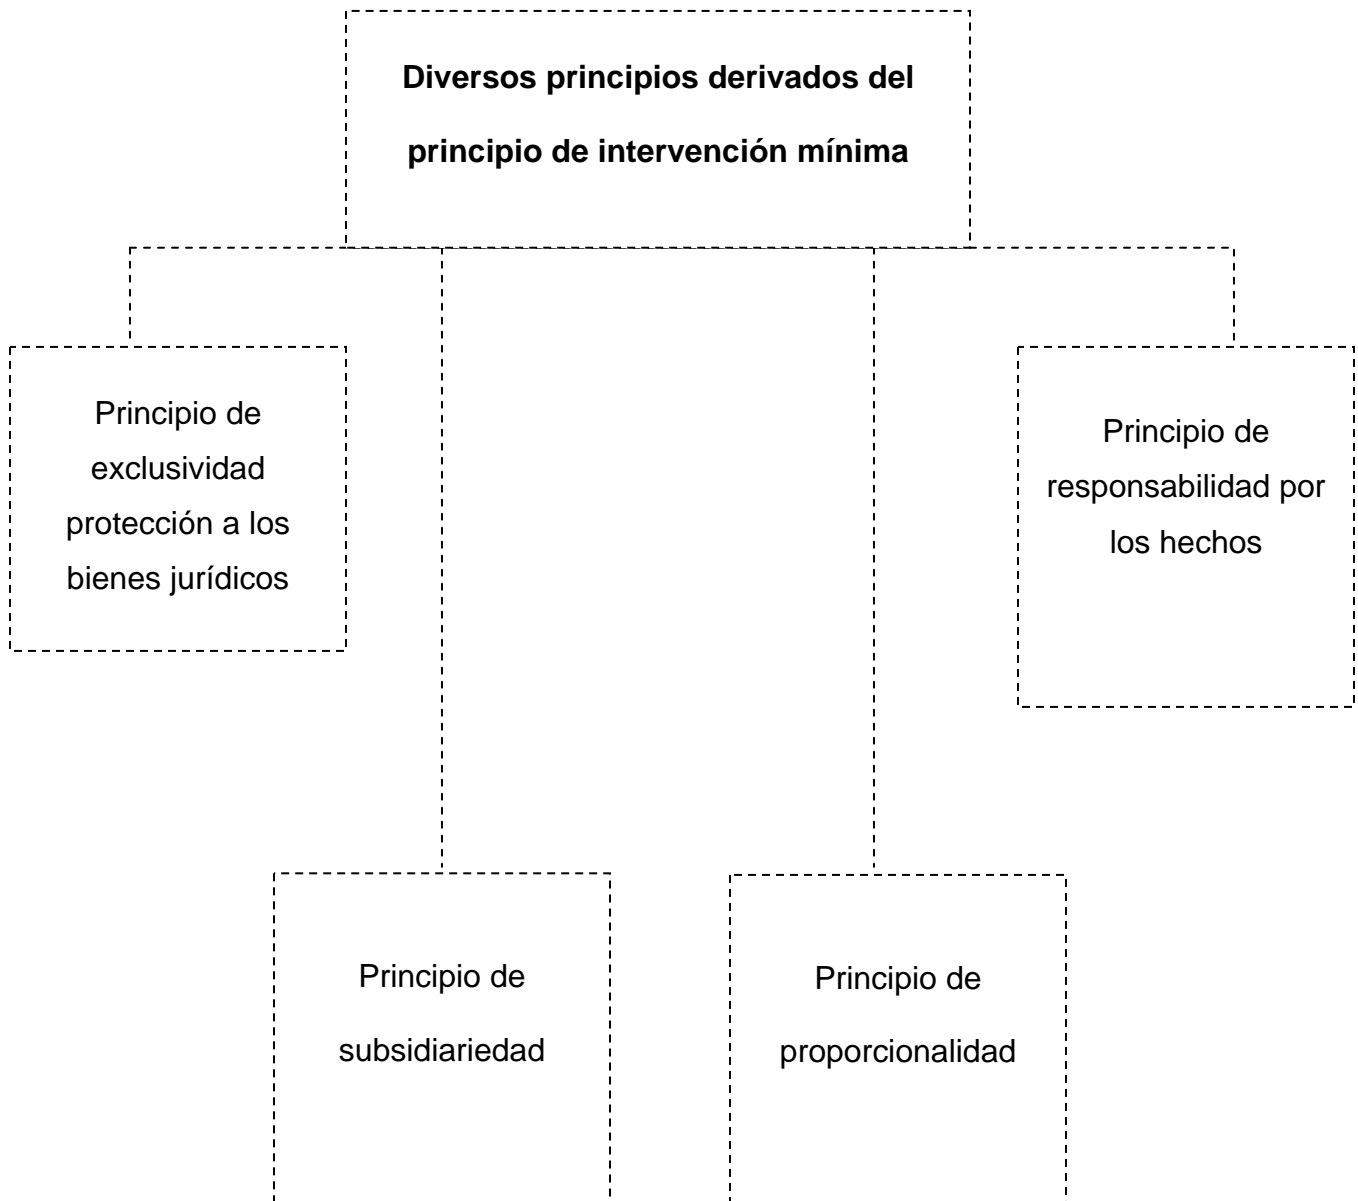 Diversos principios derivados del
principio de intervención mínima
Principio de
exclusividad
protección a los
bienes jurídicos
Principio de
responsabilidad por
los hechos
Principio de
subsidiariedad
Principio de
proporcionalidad